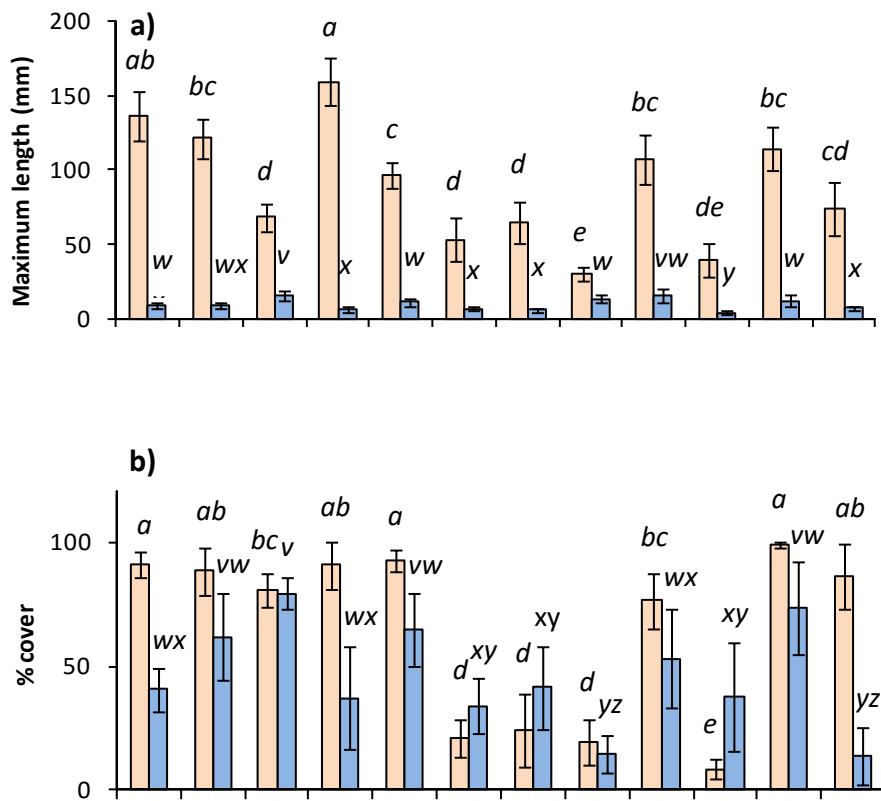 a)
Maximum length (mm)
200
150
100
50
0
ab
bc
d
a
c
d
d
e
bc
de
bc
cd
w
wx
v
x
w
x
x
w
vw
y
w
x
b)
% cover
100
50
0
a
ab
bc
ab
a
d
d
d
bc
e
a
ab
wx
vw
v
wx
vw
xy
xy
yz
wx
xy
vw
yz